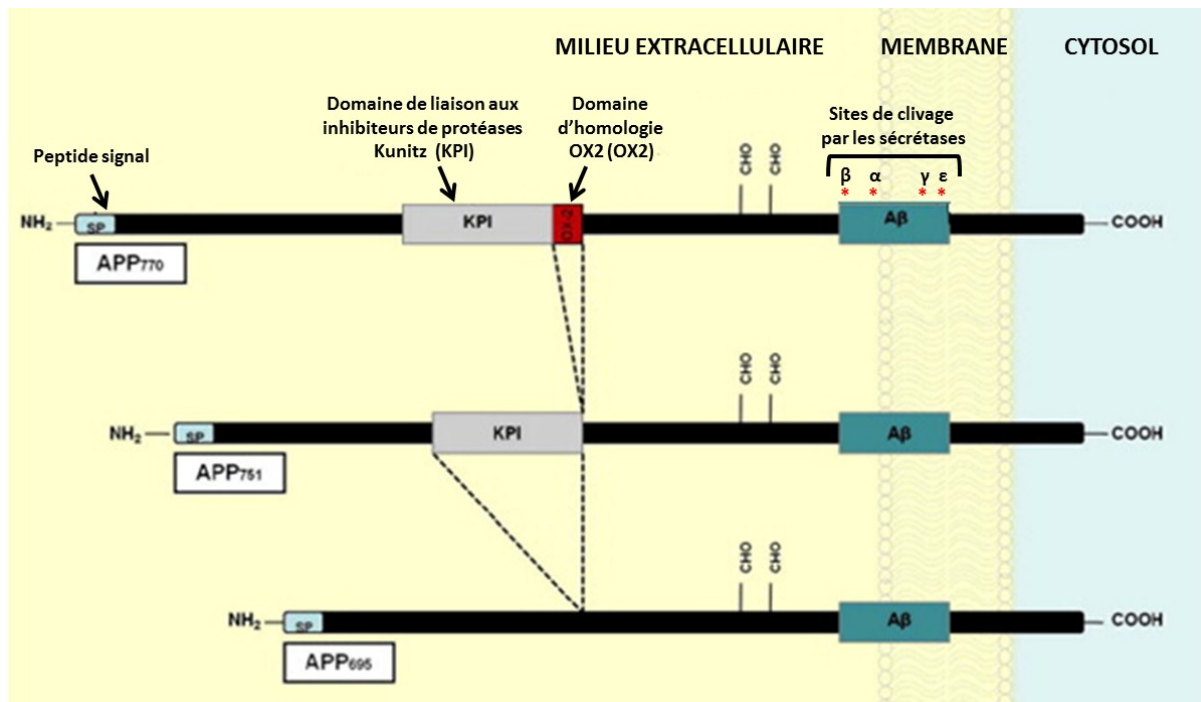 MILIEU EXTRACELLULAIRE
MEMBRANE
CYTOSOL
Domaine de liaison aux
inhibiteurs de protéases
Kunitz (KPI)
Domaine
d’homologie
OX2 (OX2)
Sites de clivage
par les sécrétases
Peptide signal
CHO
CHO
β α γ ε
* * * *
NH₂
SP
KPI
OX-2
Aβ
COOH
APP₇₇₀
CHO
CHO
NH₂
SP
KPI
Aβ
COOH
APP₇₅₁
CHO
CHO
NH₂
SP
Aβ
COOH
APP₆₉₅